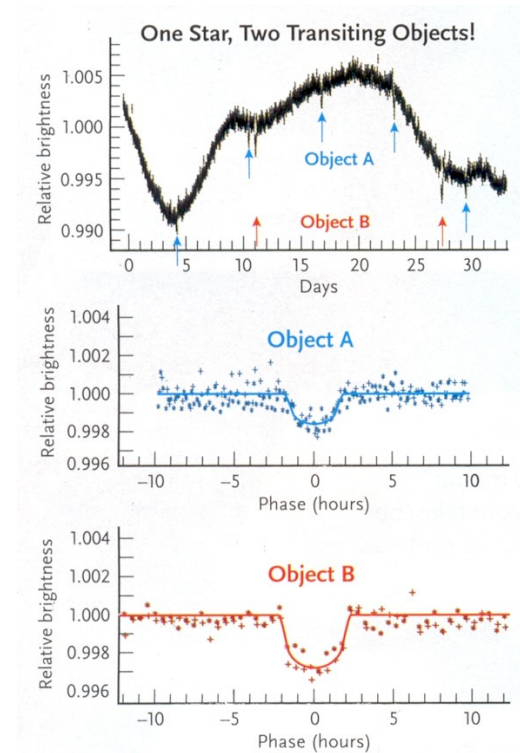 One Star, Two Transiting Objects!
Relative brightness
1.005
1.000
0.995
0.990
Object A
Object B
0 5 10 15 20 25 30
Days
Relative brightness
1.004
1.002
1.000
0.998
0.996
Object A
−10 −5 0 5 10
Phase (hours)
Relative brightness
1.004
1.002
1.000
0.998
0.996
Object B
−10 −5 0 5 10
Phase (hours)